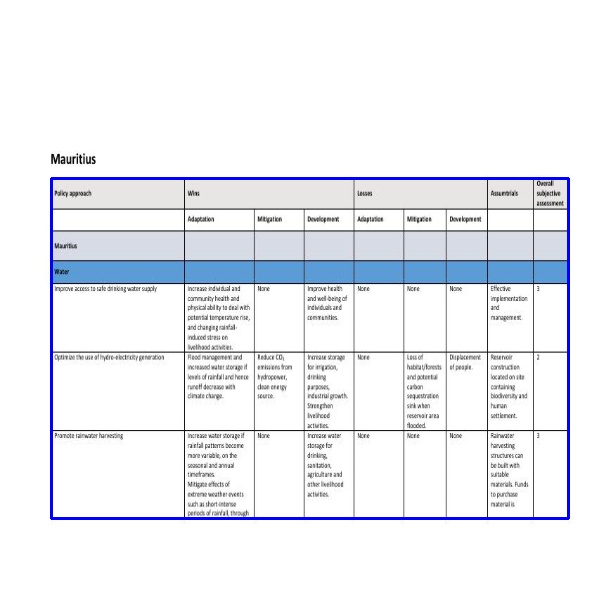 Mauritius
Policy approach Wins Losses Assumtrials Overall subjective assessment
Adaptation Mitigation Development Adaptation Mitigation Development
Mauritius
Water
Improve access to safe drinking water supply
Increase individual and
community health and
physical ability to deal with
potential temperature rise,
and changing rainfall-
induced stress on
livelihood activities.
None
Improve health
and well-being of
individuals and
communities.
None
None
None
Effective
implementation
and
management.
3
Optimize the use of hydro-electricity generation
Flood management and
increased water storage if
levels of rainfall and hence
runoff decrease with
climate change.
Reduce CO₂
emissions from
hydropower,
clean energy
source.
Increase storage
for irrigation,
drinking
purposes,
industrial growth.
Strengthen
livelihood
activities.
None
Loss of
habitat/forests
and potential
carbon
sequestration
sink when
reservoir area
flooded.
Displacement
of people.
Reservoir
construction
located on site
containing
biodiversity and
human
settlement.
2
Promote rainwater harvesting
Increase water storage if
rainfall patterns become
more variable, on the
seasonal and annual
timeframes.
Mitigate effects of
extreme weather events
such as short-intense
periods of rainfall, through
None
Increase water
storage for
drinking,
sanitation,
agriculture and
other livelihood
activities.
None
None
None
Rainwater
harvesting
structures can
be built with
suitable
materials. Funds
to purchase
material is
3